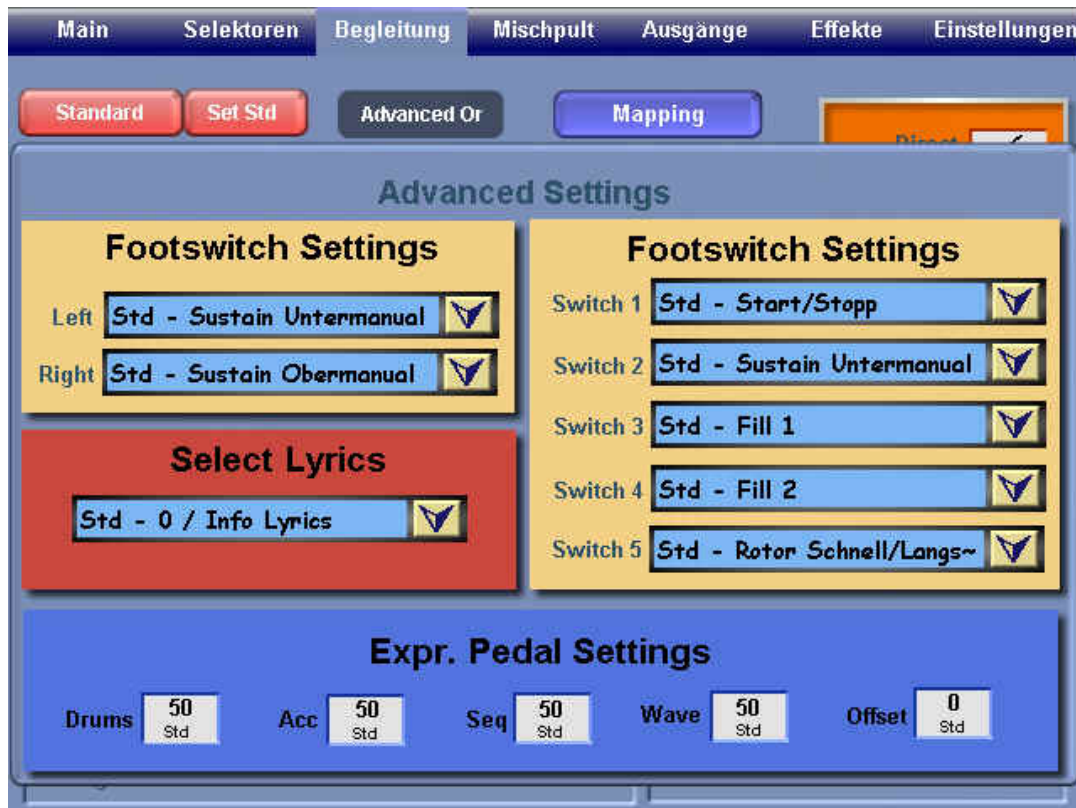 Main Selektoren Begleitung Mischpult Ausgänge Effekte Einstellungen
Standard Set Std Advanced Or Mapping
Advanced Settings
Footswitch Settings
Left Std - Sustain Untermanual
Right Std - Sustain Obermanual
Select Lyrics
Std - 0 / Info Lyrics
Footswitch Settings
Switch 1 Std - Start/Stopp
Switch 2 Std - Sustain Untermanual
Switch 3 Std - Fill 1
Switch 4 Std - Fill 2
Switch 5 Std - Rotor Schnell/Langs~
Expr. Pedal Settings
Drums 50 Std Acc 50 Std Seq 50 Std Wave 50 Std Offset 0 Std